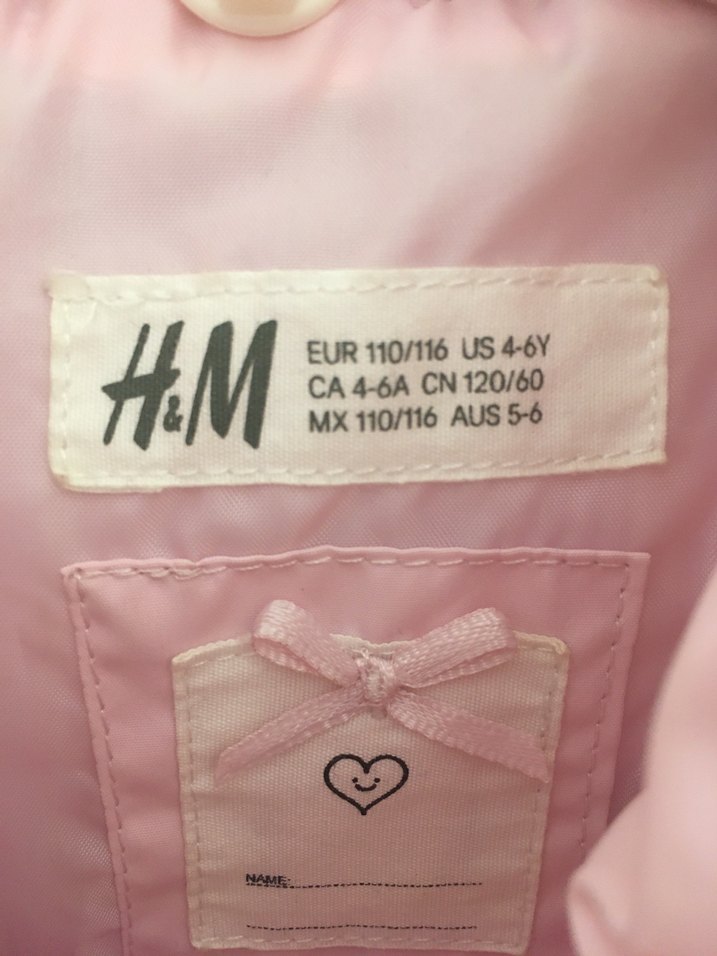 H&M
EUR 110/116 US 4-6Y
CA 4-6A CN 120/60
MX 110/116 AUS 5-6
NAME: